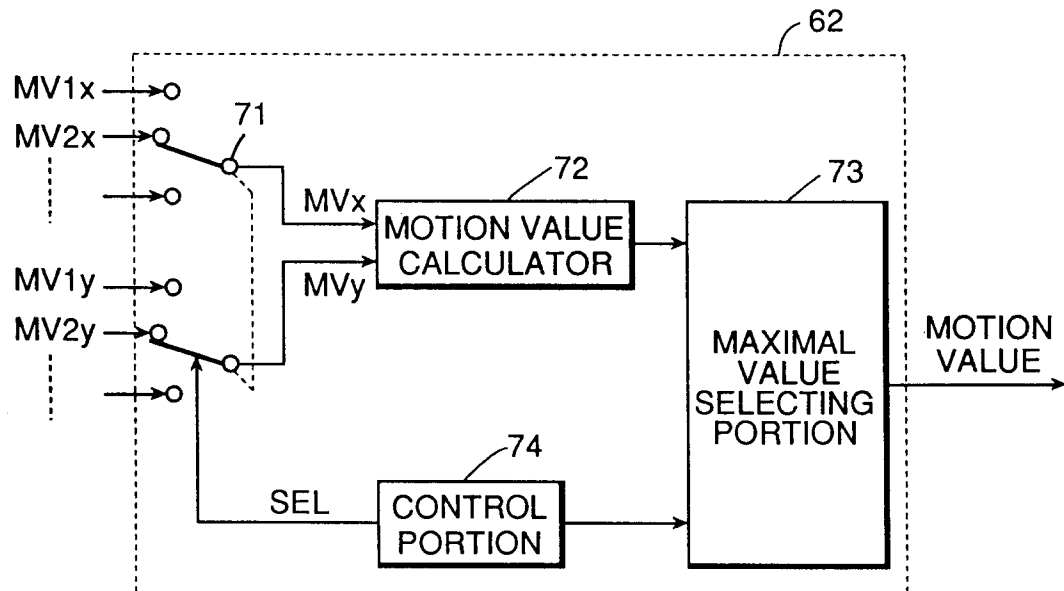 62
MV1x
MV2x
71
MVx
72
73
MOTION VALUE
CALCULATOR
MV1y
MVy
MV2y
MAXIMAL
VALUE
SELECTING
PORTION
MOTION
VALUE
74
SEL
CONTROL
PORTION